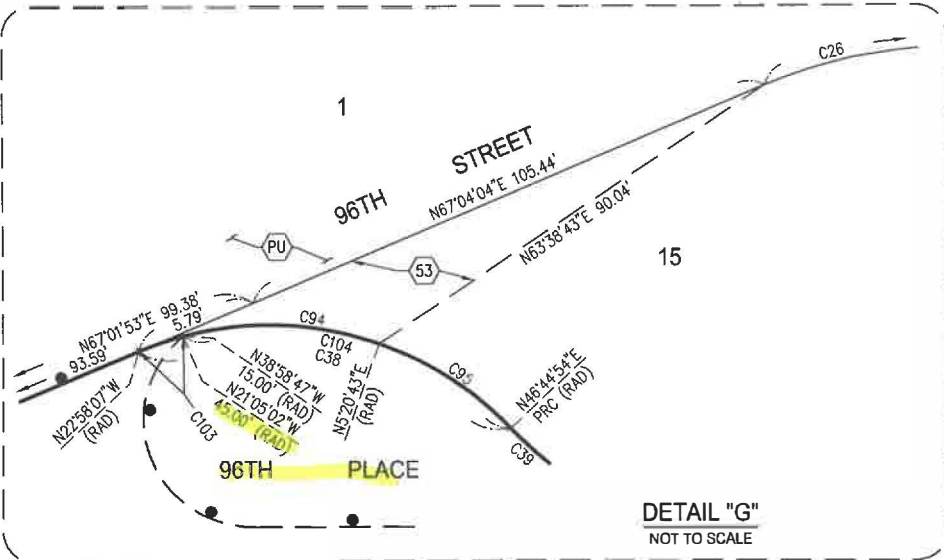 C26
1
STREET
96TH
N67°04'04"E 105.44'
N63°38'43"E 90.04'
PU
53
15
N67°01'53"E 99.38'
5.79'
93.59'
C94
C104
C38
N38°58'47"W
15.00' (RAD)
N21°05'02"W
45.00' (RAD)
N22°58'07"W
(RAD)
C103
N5°20'43"E
(RAD)
C95
N46°44'54"E
PRC (RAD)
C39
96TH PLACE
DETAIL "G"
NOT TO SCALE